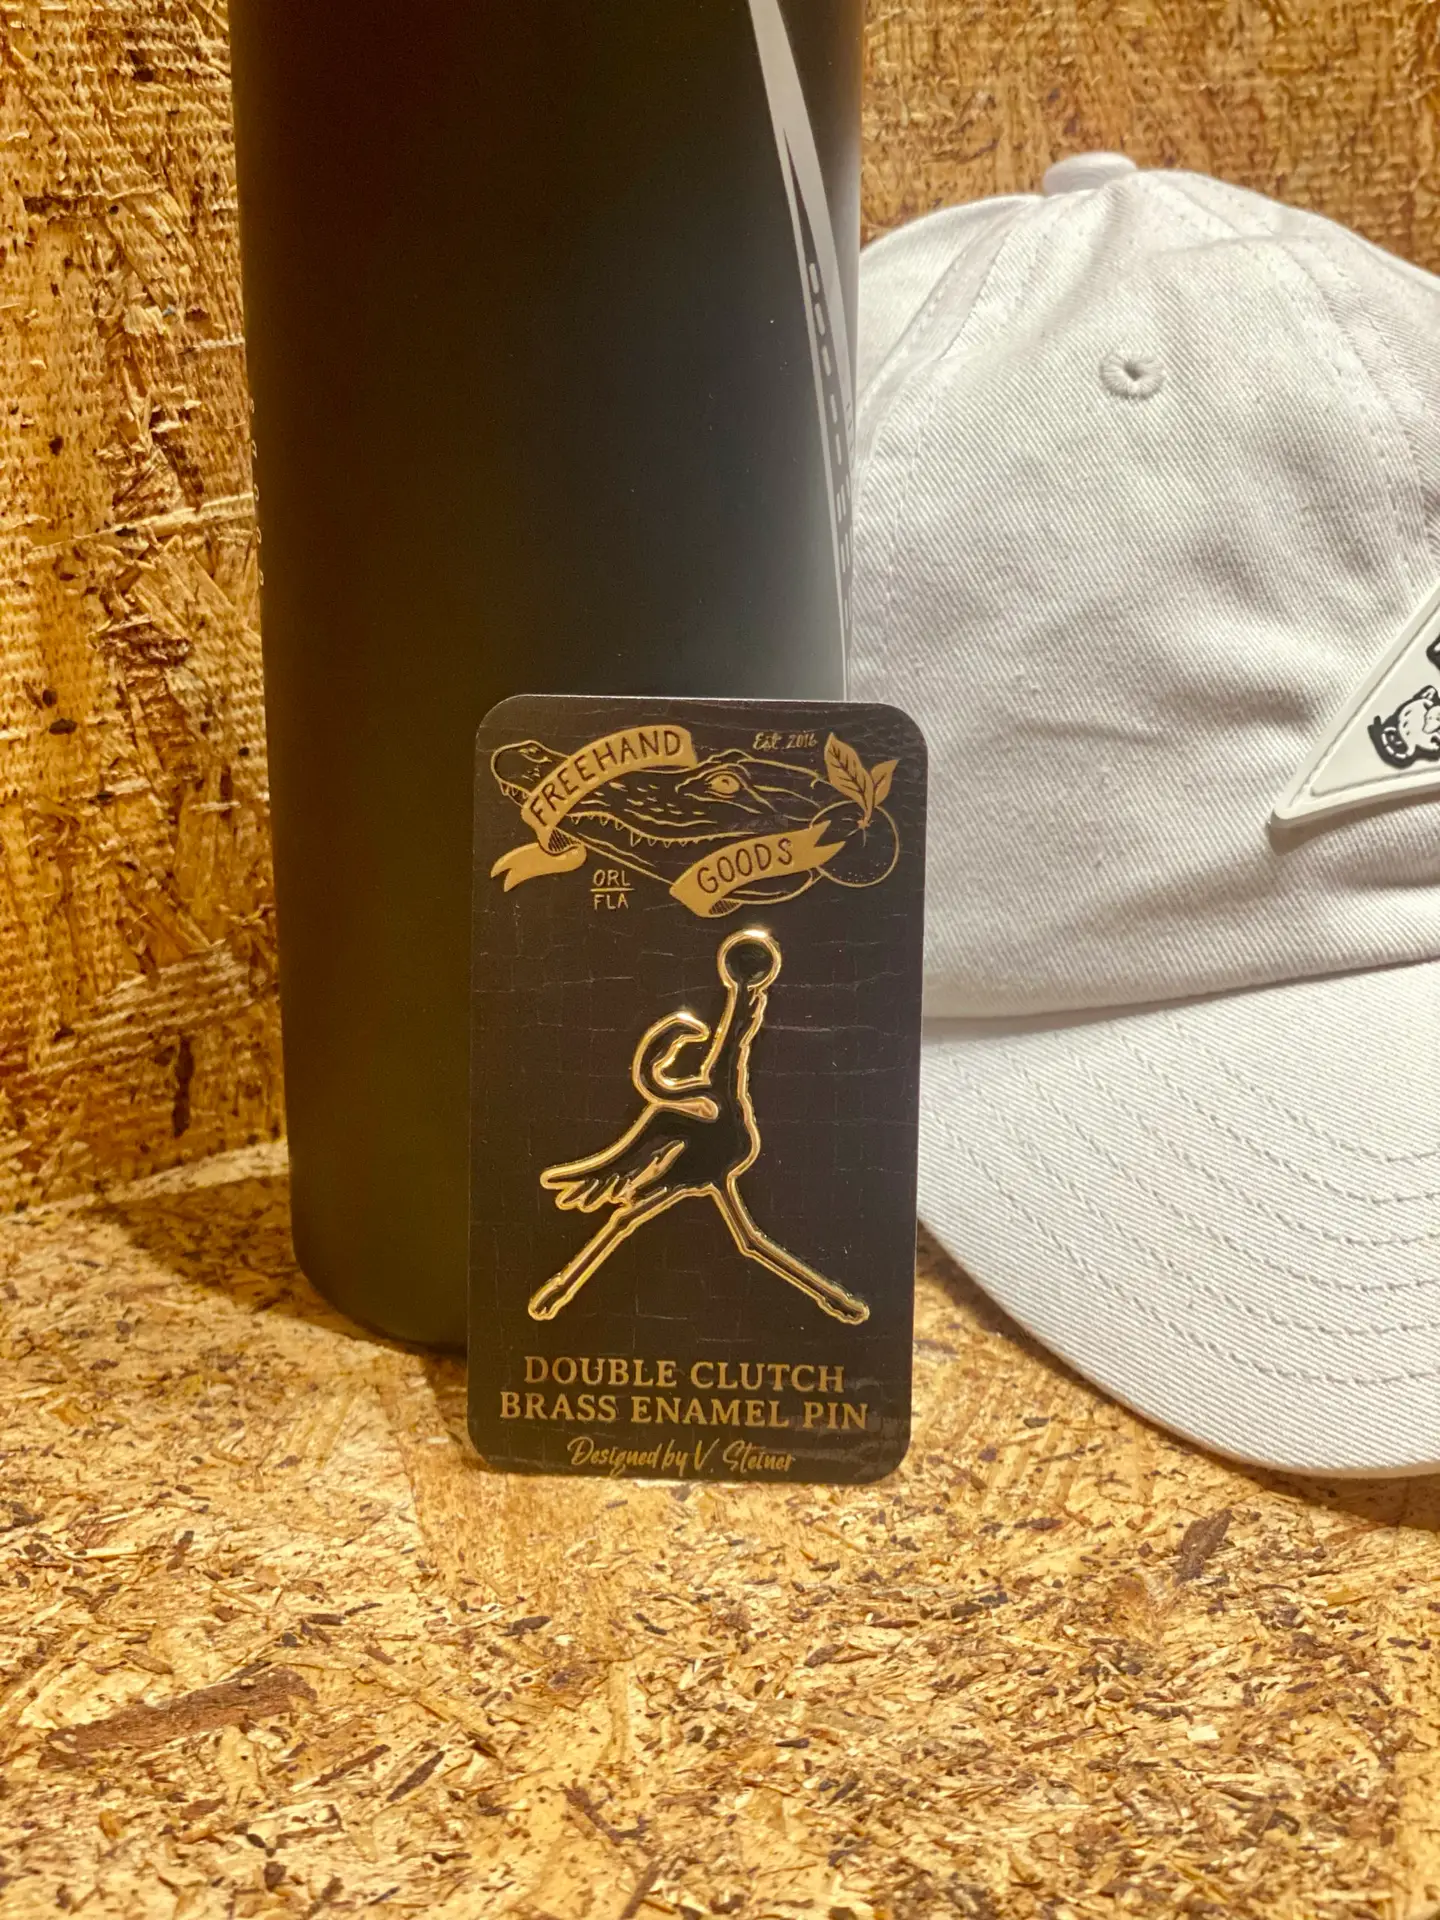 FREEHAND
Est. 2016
GOODS
ORL
FLA
DOUBLE CLUTCH
BRASS ENAMEL PIN
Designed by V. Steiner